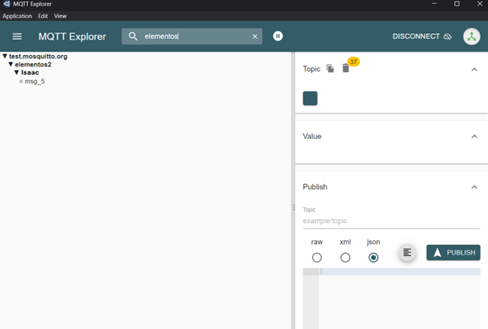 MQTT Explorer
Application Edit View
MQTT Explorer
elementos
DISCONNECT
test.mosquitto.org
elementos2
Isaac
= msg_5
Topic
37
Value
Publish
Topic
example/topic
raw xml json
PUBLISH